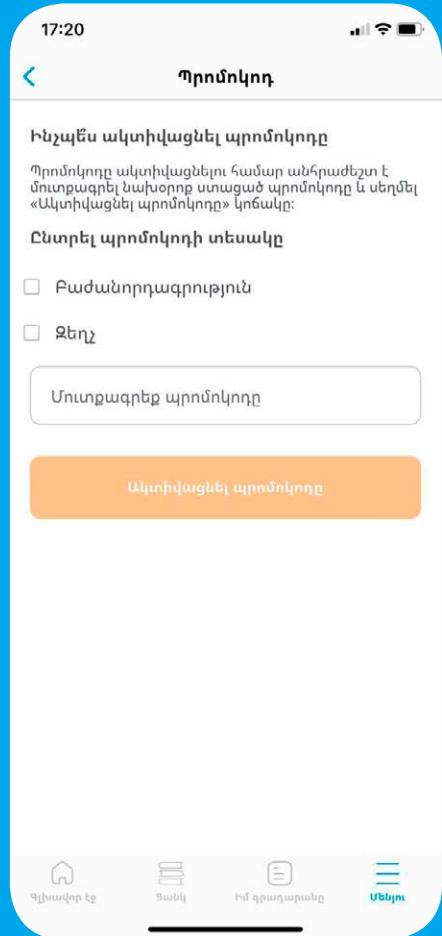 17:20
Պրոմոկոդ
Ինչպե՞ս ակտիվացնել պրոմոկոդը
Պրոմոկոդը ակտիվացնելու համար անհրաժեշտ է
մուտքագրել նախօրոք ստացած պրոմոկոդը և սեղմել
«Ակտիվացնել պրոմոկոդը» կոճակը:
Ընտրել պրոմոկոդի տեսակը
Բաժանորդագրություն
Զեղչ
Մուտքագրեք պրոմոկոդը
Ակտիվացնել պրոմոկոդը
Գլխավոր էջ
Ցանկ
Իմ գրադարանը
Մենյու